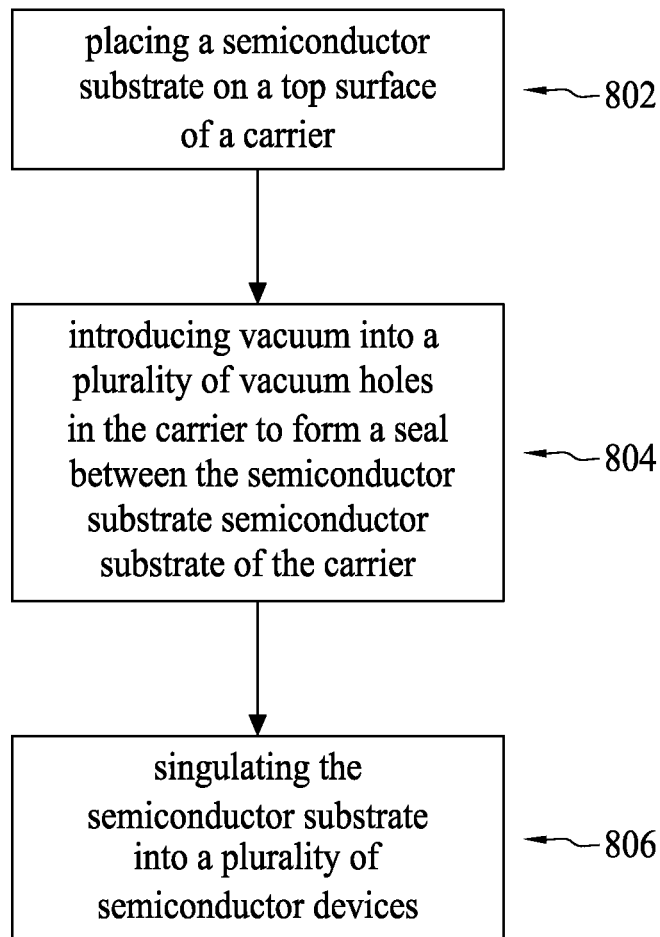 placing a semiconductor
substrate on a top surface
of a carrier
802
introducing vacuum into a
plurality of vacuum holes
in the carrier to form a seal
between the semiconductor
substrate semiconductor
substrate of the carrier
804
singulating the
semiconductor substrate
into a plurality of
semiconductor devices
806